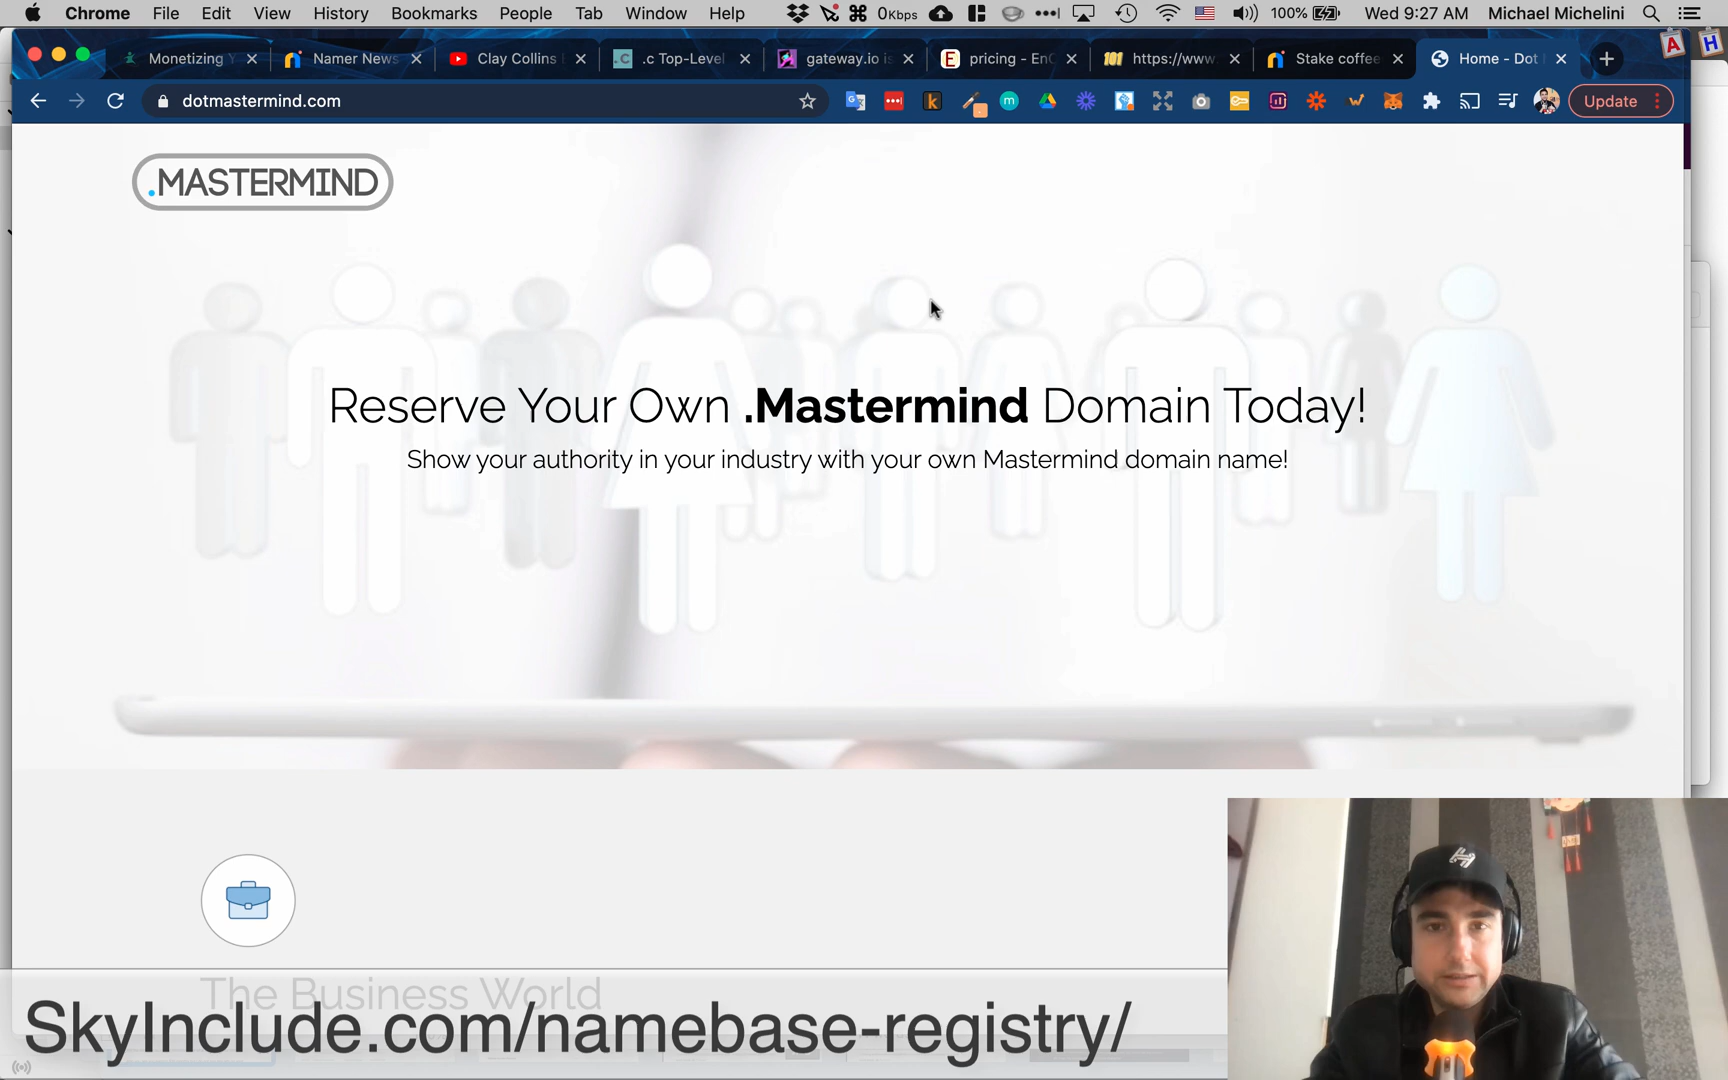 Chrome File Edit View History Bookmarks People Tab Window Help 0Kbps 100% Wed 9:27 AM Michael Michelini
Monetizing Y Namer News Clay Collins .c Top-Level gateway.io is pricing - En 101 https://www Stake coffee Home - Dot
dotmastermind.com Update
.MASTERMIND
Reserve Your Own .Mastermind Domain Today!
Show your authority in your industry with your own Mastermind domain name!
The Business World
SkyInclude.com/namebase-registry/